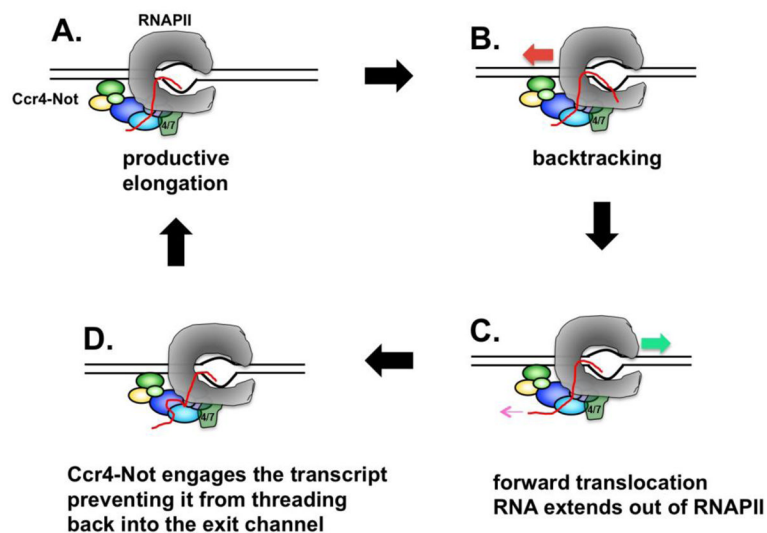 A.
RNAPII
Ccr4-Not
4/7
productive
elongation
B.
4/7
backtracking
D.
4/7
Ccr4-Not engages the transcript
preventing it from threading
back into the exit channel
C.
4/7
forward translocation
RNA extends out of RNAPII